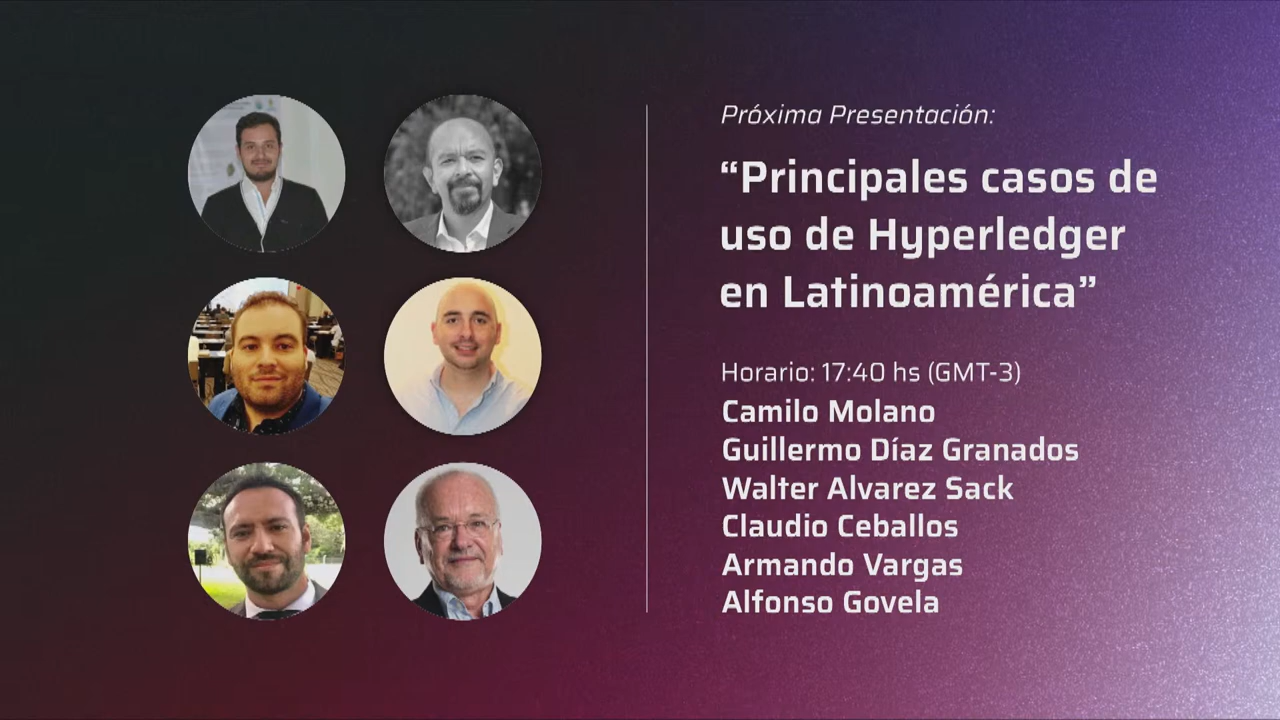 Próxima Presentación:
“Principales casos de
uso de Hyperledger
en Latinoamérica”
Horario: 17:40 hs (GMT-3)
Camilo Molano
Guillermo Díaz Granados
Walter Alvarez Sack
Claudio Ceballos
Armando Vargas
Alfonso Govela